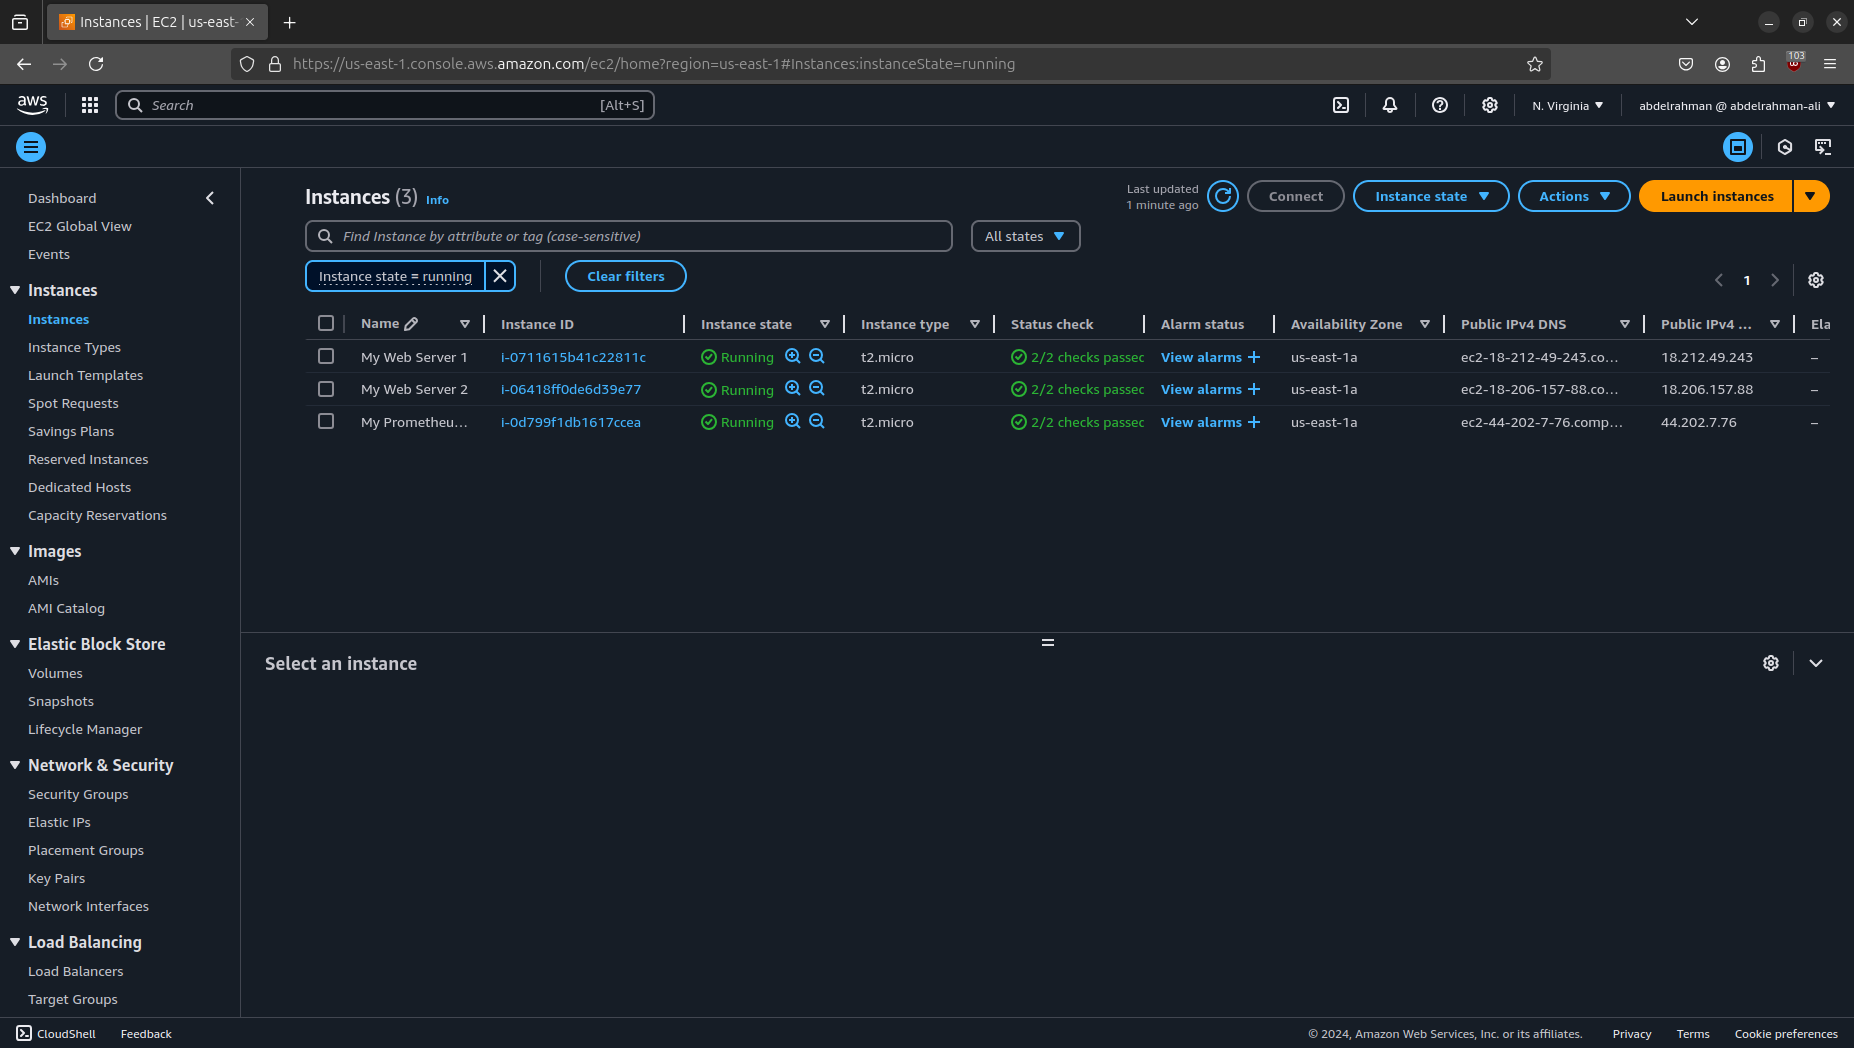 Instances | EC2 | us-east-
https://us-east-1.console.aws.amazon.com/ec2/home?region=us-east-1#Instances:instanceState=running
103
aws
Search
[Alt+S]
N. Virginia
abdelrahman @ abdelrahman-ali
Dashboard
EC2 Global View
Events
Instances
Instances
Instance Types
Launch Templates
Spot Requests
Savings Plans
Reserved Instances
Dedicated Hosts
Capacity Reservations
Images
AMIs
AMI Catalog
Elastic Block Store
Volumes
Snapshots
Lifecycle Manager
Network & Security
Security Groups
Elastic IPs
Placement Groups
Key Pairs
Network Interfaces
Load Balancing
Load Balancers
Target Groups
Instances (3) Info
Last updated
1 minute ago
Connect
Instance state
Actions
Launch instances
Find Instance by attribute or tag (case-sensitive)
All states
Instance state = running
Clear filters
1
Name Instance ID Instance state Instance type Status check Alarm status Availability Zone Public IPv4 DNS Public IPv4 ... Ela
My Web Server 1 i-0711615b41c22811c Running t2.micro 2/2 checks passec View alarms + us-east-1a ec2-18-212-49-243.co... 18.212.49.243 –
My Web Server 2 i-06418ff0de6d39e77 Running t2.micro 2/2 checks passec View alarms + us-east-1a ec2-18-206-157-88.co... 18.206.157.88 –
My Prometheu... i-0d799f1db1617ccea Running t2.micro 2/2 checks passec View alarms + us-east-1a ec2-44-202-7-76.comp... 44.202.7.76 –
Select an instance
CloudShell
Feedback
© 2024, Amazon Web Services, Inc. or its affiliates.
Privacy
Terms
Cookie preferences